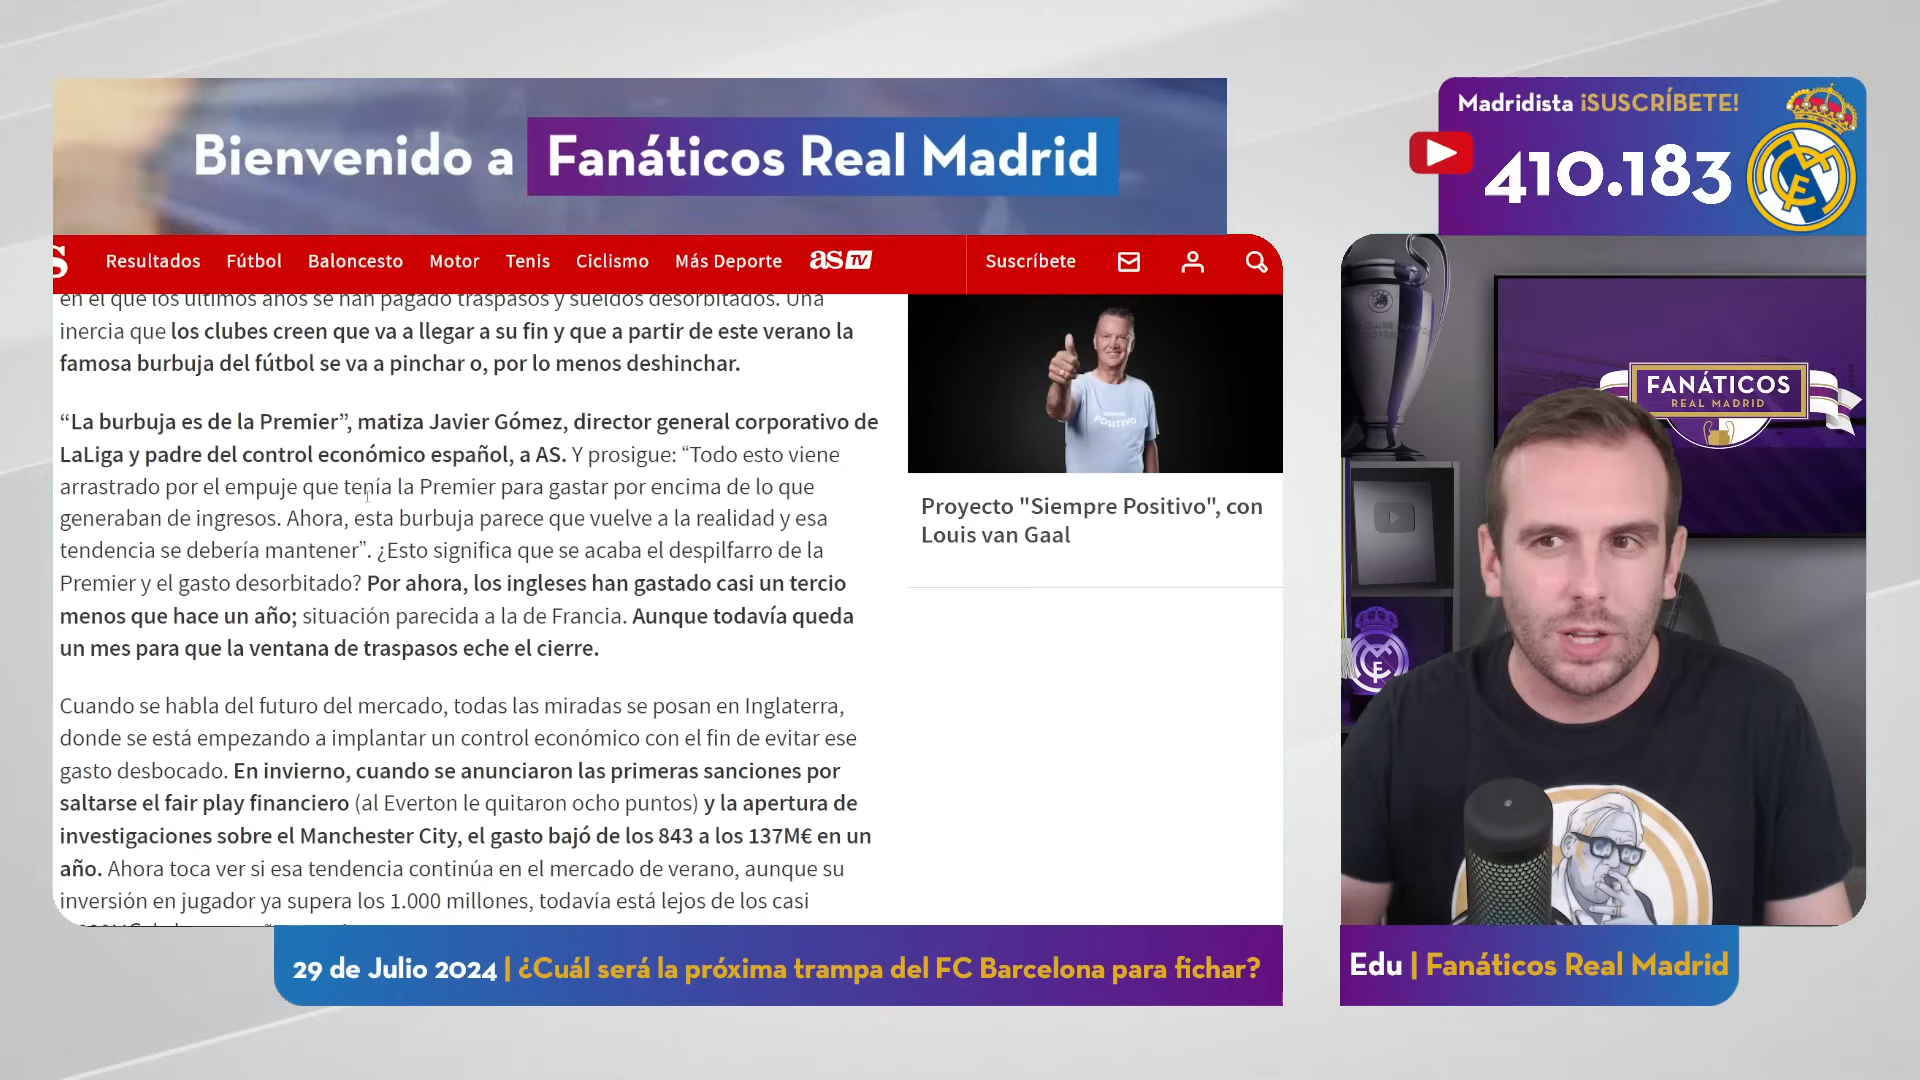 Bienvenido a Fanáticos Real Madrid
Madridista ¡SUSCRÍBETE!
410.183
S Resultados Fútbol Baloncesto Motor Tenis Ciclismo Más Deporte as TV Suscríbete
en el que los últimos años se han pagado traspasos y sueldos desorbitados. Una
inercia que los clubes creen que va a llegar a su fin y que a partir de este verano la
famosa burbuja del fútbol se va a pinchar o, por lo menos deshinchar.
“La burbuja es de la Premier”, matiza Javier Gómez, director general corporativo de
LaLiga y padre del control económico español, a AS. Y prosigue: “Todo esto viene
arrastrado por el empuje que tenía la Premier para gastar por encima de lo que
generaban de ingresos. Ahora, esta burbuja parece que vuelve a la realidad y esa
tendencia se debería mantener”. ¿Esto significa que se acaba el despilfarro de la
Premier y el gasto desorbitado? Por ahora, los ingleses han gastado casi un tercio
menos que hace un año; situación parecida a la de Francia. Aunque todavía queda
un mes para que la ventana de traspasos eche el cierre.
Cuando se habla del futuro del mercado, todas las miradas se posan en Inglaterra,
donde se está empezando a implantar un control económico con el fin de evitar ese
gasto desbocado. En invierno, cuando se anunciaron las primeras sanciones por
saltarse el fair play financiero (al Everton le quitaron ocho puntos) y la apertura de
investigaciones sobre el Manchester City, el gasto bajó de los 843 a los 137M€ en un
año. Ahora toca ver si esa tendencia continúa en el mercado de verano, aunque su
inversión en jugador ya supera los 1.000 millones, todavía está lejos de los casi
POSITIVO
Proyecto "Siempre Positivo", con
Louis van Gaal
FANÁTICOS
REAL MADRID
29 de Julio 2024 | ¿Cuál será la próxima trampa del FC Barcelona para fichar?
Edu | Fanáticos Real Madrid